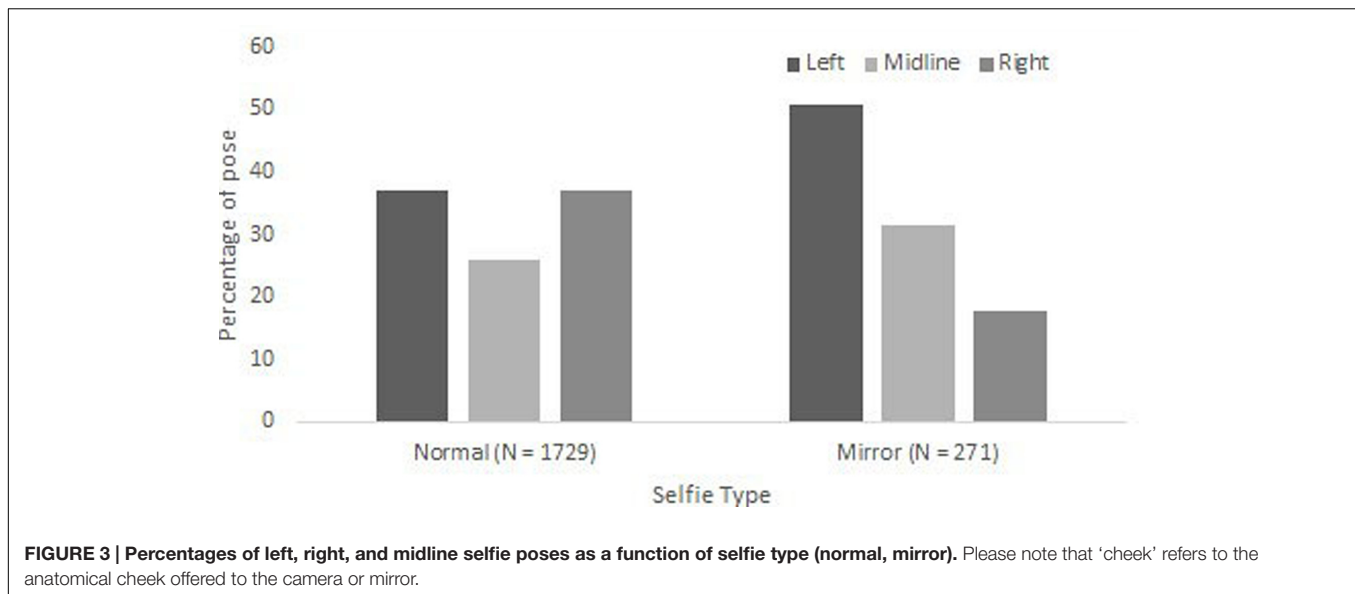 60
50
40
30
20
10
0
Percentage of pose
Left Midline Right
Normal (N = 1729) Mirror (N = 271)
Selfie Type
FIGURE 3 | Percentages of left, right, and midline selfie poses as a function of selfie type (normal, mirror). Please note that ‘cheek’ refers to the
anatomical cheek offered to the camera or mirror.